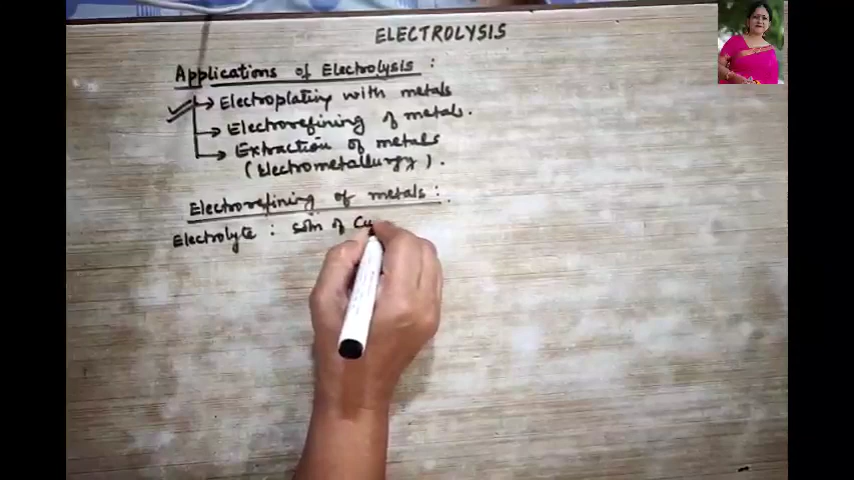 ELECTROLYSIS
Applications of Electrolysis :
Electroplating with metals
Electrorefining of metals.
Extraction of metals
(Electrometallurgy).
Electrorefining of metals :
Electrolyte : soln of Cu